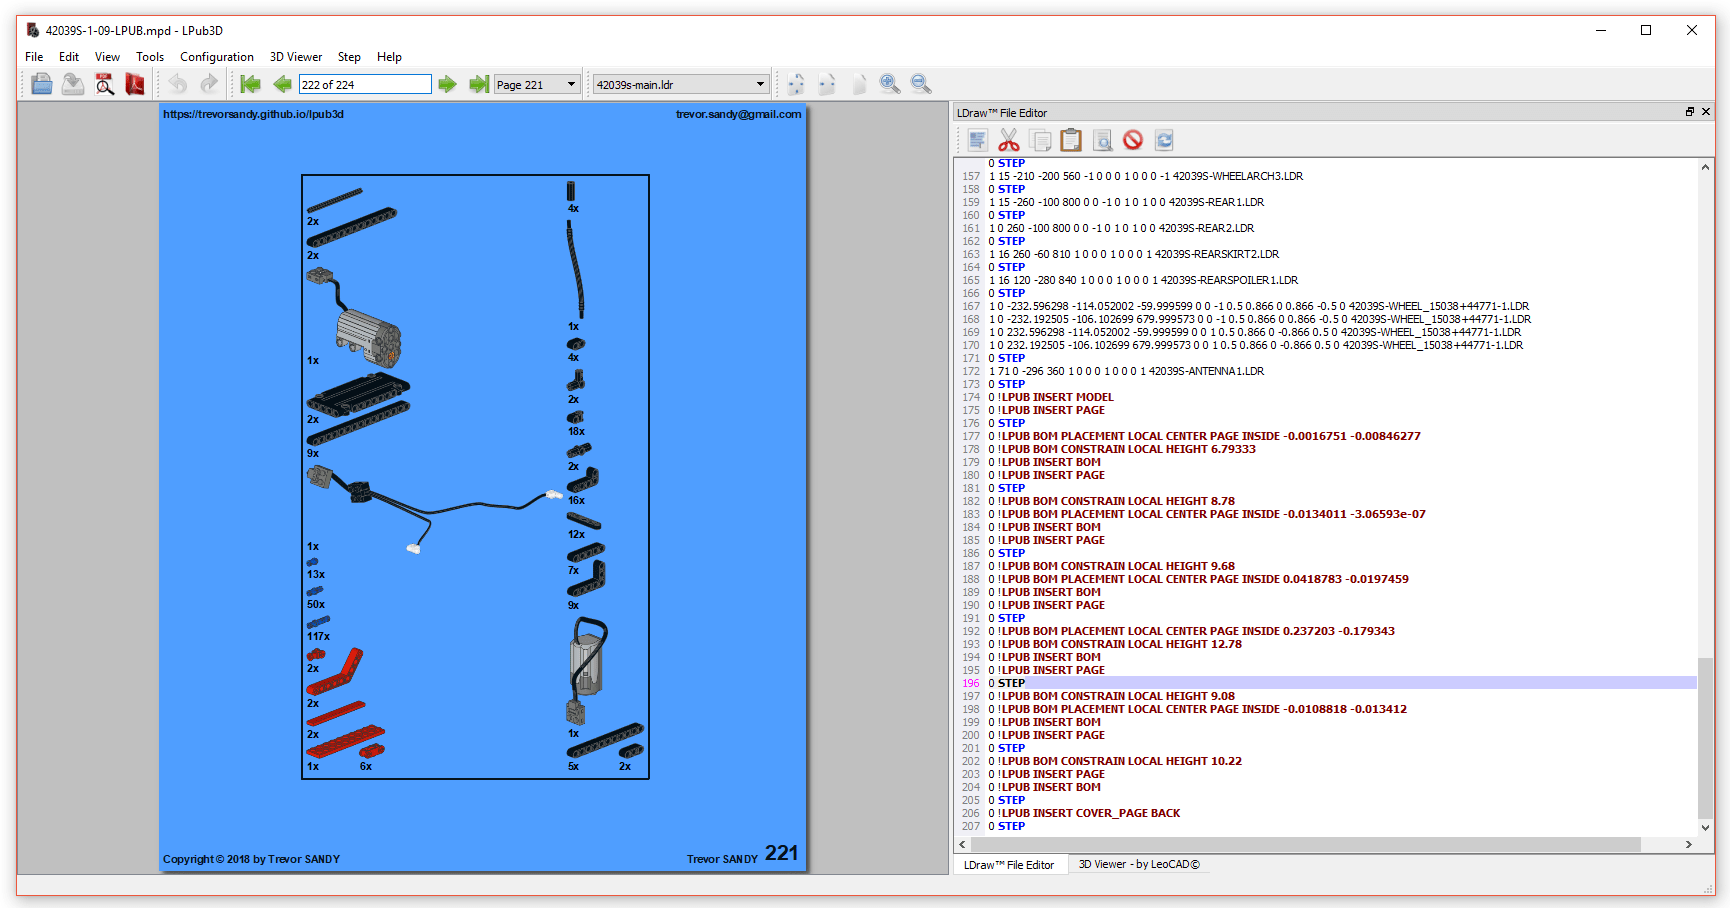 42039S-1-09-LPUB.mpd - LPub3D
File Edit View Tools Configuration 3D Viewer Step Help
222 of 224 Page 221 42039s-main.ldr
https://trevorsandy.github.io/lpub3d trevor.sandy@gmail.com
2x
2x
1x
2x
9x
1x
13x
50x
117x
2x
2x
2x
1x 6x
4x
1x
4x
2x
18x
2x
16x
12x
7x
9x
1x
5x 2x
Copyright © 2018 by Trevor SANDY Trevor SANDY 221
LDraw™ File Editor
0 STEP
157 1 15 -210 -200 560 -1 0 0 0 1 0 0 0 -1 42039S-WHEELARCH3.LDR
158 0 STEP
159 1 15 -260 -100 800 0 0 -1 0 1 0 1 0 0 42039S-REAR1.LDR
160 0 STEP
161 1 0 260 -100 800 0 0 -1 0 1 0 1 0 0 42039S-REAR2.LDR
162 0 STEP
163 1 16 260 -60 810 1 0 0 0 1 0 0 0 1 42039S-REARSKIRT2.LDR
164 0 STEP
165 1 16 120 -280 840 1 0 0 0 1 0 0 0 1 42039S-REARSPOILER1.LDR
166 0 STEP
167 1 0 -232.596298 -114.052002 -59.999599 0 0 -1 0.5 0.866 0 0.866 -0.5 0 42039S-WHEEL_15038+44771-1.LDR
168 1 0 -232.192505 -106.102699 679.999573 0 0 -1 0.5 0.866 0 0.866 -0.5 0 42039S-WHEEL_15038+44771-1.LDR
169 1 0 232.596298 -114.052002 -59.999599 0 0 1 0.5 0.866 0 -0.866 0.5 0 42039S-WHEEL_15038+44771-1.LDR
170 1 0 232.192505 -106.102699 679.999573 0 0 1 0.5 0.866 0 -0.866 0.5 0 42039S-WHEEL_15038+44771-1.LDR
171 0 STEP
172 1 71 0 -296 360 1 0 0 0 1 0 0 0 1 42039S-ANTENNA1.LDR
173 0 STEP
174 0 !LPUB INSERT MODEL
175 0 !LPUB INSERT PAGE
176 0 STEP
177 0 !LPUB BOM PLACEMENT LOCAL CENTER PAGE INSIDE -0.0016751 -0.00846277
178 0 !LPUB BOM CONSTRAIN LOCAL HEIGHT 6.79333
179 0 !LPUB INSERT BOM
180 0 !LPUB INSERT PAGE
181 0 STEP
182 0 !LPUB BOM CONSTRAIN LOCAL HEIGHT 8.78
183 0 !LPUB BOM PLACEMENT LOCAL CENTER PAGE INSIDE -0.0134011 -3.06593e-07
184 0 !LPUB INSERT BOM
185 0 !LPUB INSERT PAGE
186 0 STEP
187 0 !LPUB BOM CONSTRAIN LOCAL HEIGHT 9.68
188 0 !LPUB BOM PLACEMENT LOCAL CENTER PAGE INSIDE 0.0418783 -0.0197459
189 0 !LPUB INSERT BOM
190 0 !LPUB INSERT PAGE
191 0 STEP
192 0 !LPUB BOM PLACEMENT LOCAL CENTER PAGE INSIDE 0.237203 -0.179343
193 0 !LPUB BOM CONSTRAIN LOCAL HEIGHT 12.78
194 0 !LPUB INSERT BOM
195 0 !LPUB INSERT PAGE
196 0 STEP
197 0 !LPUB BOM CONSTRAIN LOCAL HEIGHT 9.08
198 0 !LPUB BOM PLACEMENT LOCAL CENTER PAGE INSIDE -0.0108818 -0.013412
199 0 !LPUB INSERT BOM
200 0 !LPUB INSERT PAGE
201 0 STEP
202 0 !LPUB BOM CONSTRAIN LOCAL HEIGHT 10.22
203 0 !LPUB INSERT PAGE
204 0 !LPUB INSERT BOM
205 0 STEP
206 0 !LPUB INSERT COVER_PAGE BACK
207 0 STEP
LDraw™ File Editor 3D Viewer - by LeoCAD©